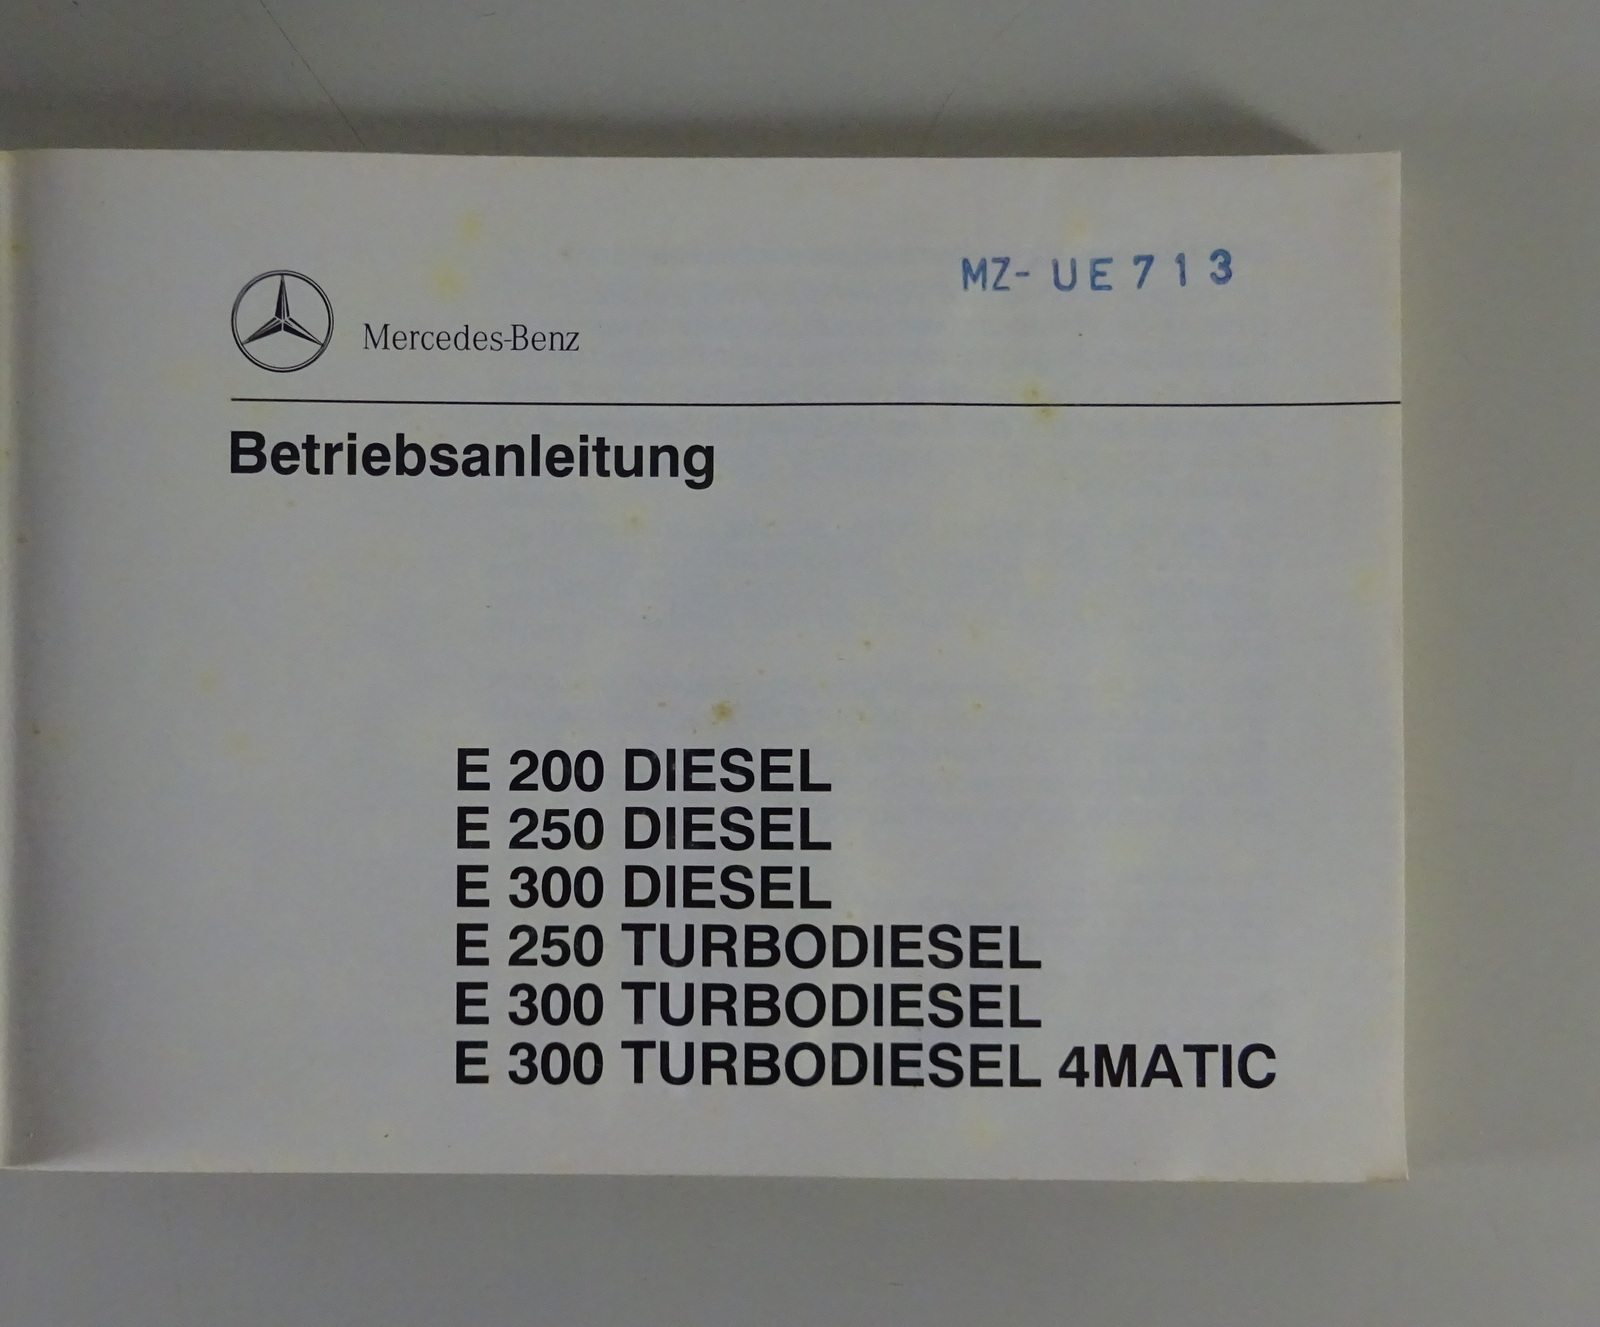 MZ- UE 713
Mercedes-Benz
Betriebsanleitung
E 200 DIESEL
E 250 DIESEL
E 300 DIESEL
E 250 TURBODIESEL
E 300 TURBODIESEL
E 300 TURBODIESEL 4MATIC